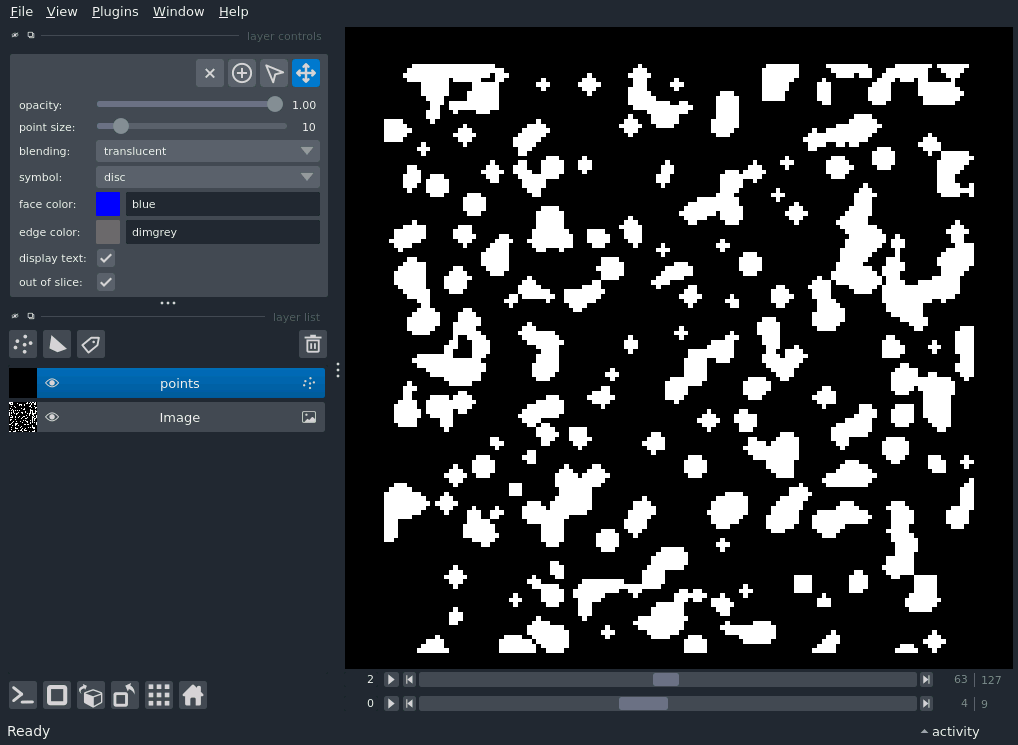 File View Plugins Window Help
layer controls
opacity: 1.00
point size: 10
blending: translucent
symbol: disc
face color: blue
edge color: dimgrey
display text:
out of slice:
layer list
points
Image
2 63 127
0 4 9
Ready activity